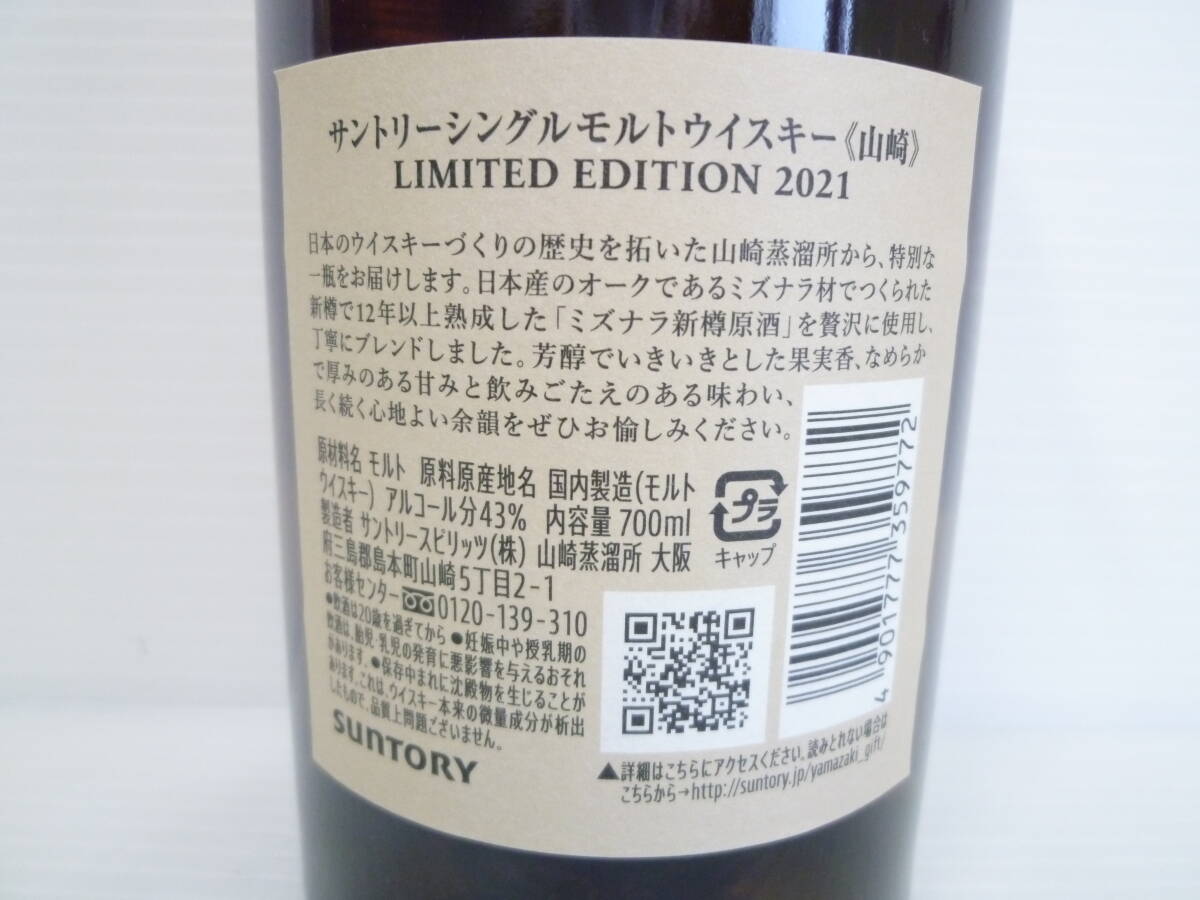 サントリーシングルモルトウイスキー《山崎》
LIMITED EDITION 2021
日本のウイスキーづくりの歴史を拓いた山崎蒸溜所から、特別な
一瓶をお届けします。日本産のオークであるミズナラ材でつくられた
新樽で12年以上熟成した「ミズナラ新樽原酒」を贅沢に使用し、
丁寧にブレンドしました。芳醇でいきいきとした果実香、なめらか
で厚みのある甘みと飲みごたえのある味わい、
長く続く心地よい余韻をぜひお愉しみください。
原材料名 モルト 原料原産地名 国内製造(モルト
ウイスキー) アルコール分43% 内容量 700ml
製造者 サントリースピリッツ(株) 山崎蒸溜所 大阪
府三島郡島本町山崎5丁目2-1
お客様センター 0120-139-310
●飲酒は20歳を過ぎてから ●妊娠中や授乳期の
飲酒は、胎児・乳児の発育に悪影響を与えるおそれ
があります。 ●保存中まれに沈殿物を生じることが
あります。これは、ウイスキー本来の微量成分が析出
したもので、品質上問題ございません。
SUNTORY
プラ
キャップ
4 901777 359772
▲詳細はこちらにアクセスください。読みとれない場合は
こちらから→http://suntory.jp/yamazaki_gift/